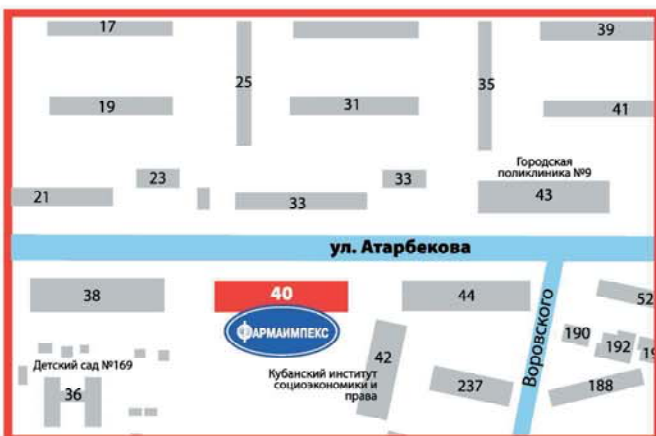 17
39
25
35
19
31
41
Городская
поликлиника №9
23
33
21
33
43
ул. Атарбекова
38
40
44
52
ФАРМАИМПЕКС
Воровского
190
192
19
42
Детский сад №169
Кубанский институт
социоэкономики и
права
36
237
188